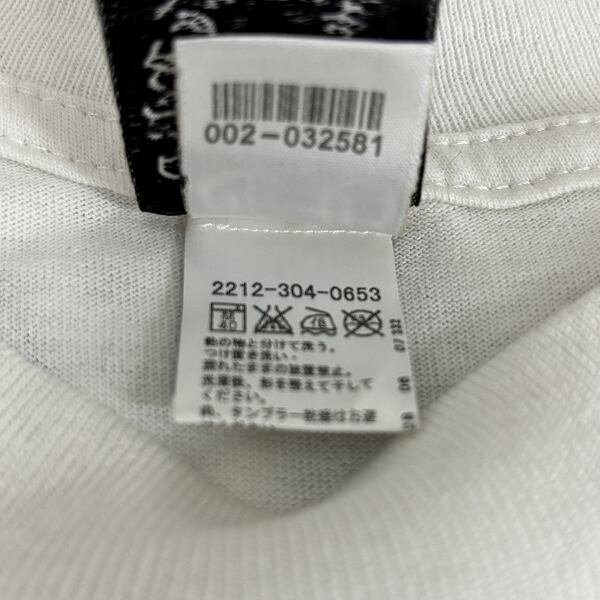 002-032581
2212-304-0653
40
他の物と分けて洗う。
つけ置き洗い・
濡れたままの放置禁止。
洗濯後、形を整えて干して
ください。
尚、タンブラー乾燥はお避
07 332